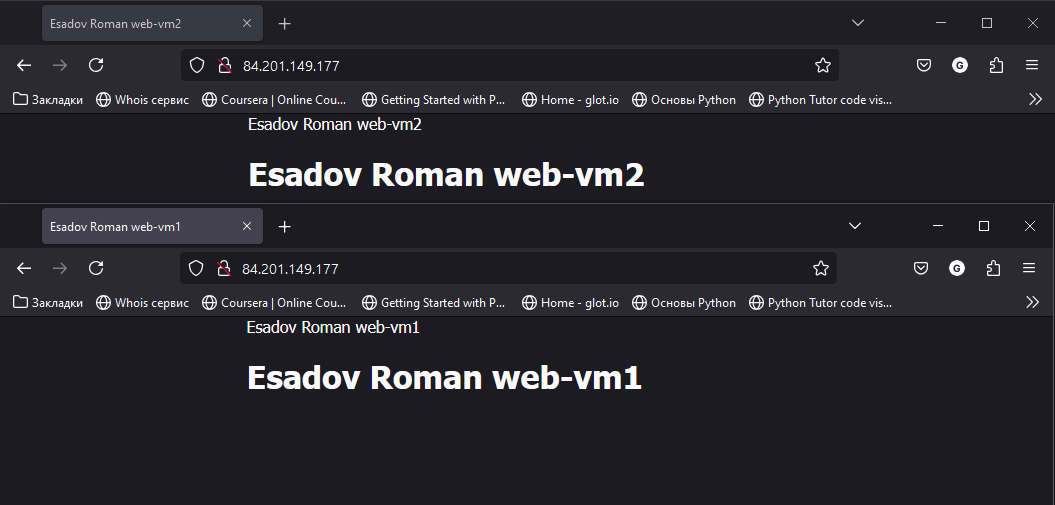 Esadov Roman web-vm2
84.201.149.177
Закладки Whois сервис Coursera | Online Cou... Getting Started with P... Home - glot.io Основы Python Python Tutor code vis...
Esadov Roman web-vm2
Esadov Roman web-vm2
Esadov Roman web-vm1
84.201.149.177
Закладки Whois сервис Coursera | Online Cou... Getting Started with P... Home - glot.io Основы Python Python Tutor code vis...
Esadov Roman web-vm1
Esadov Roman web-vm1